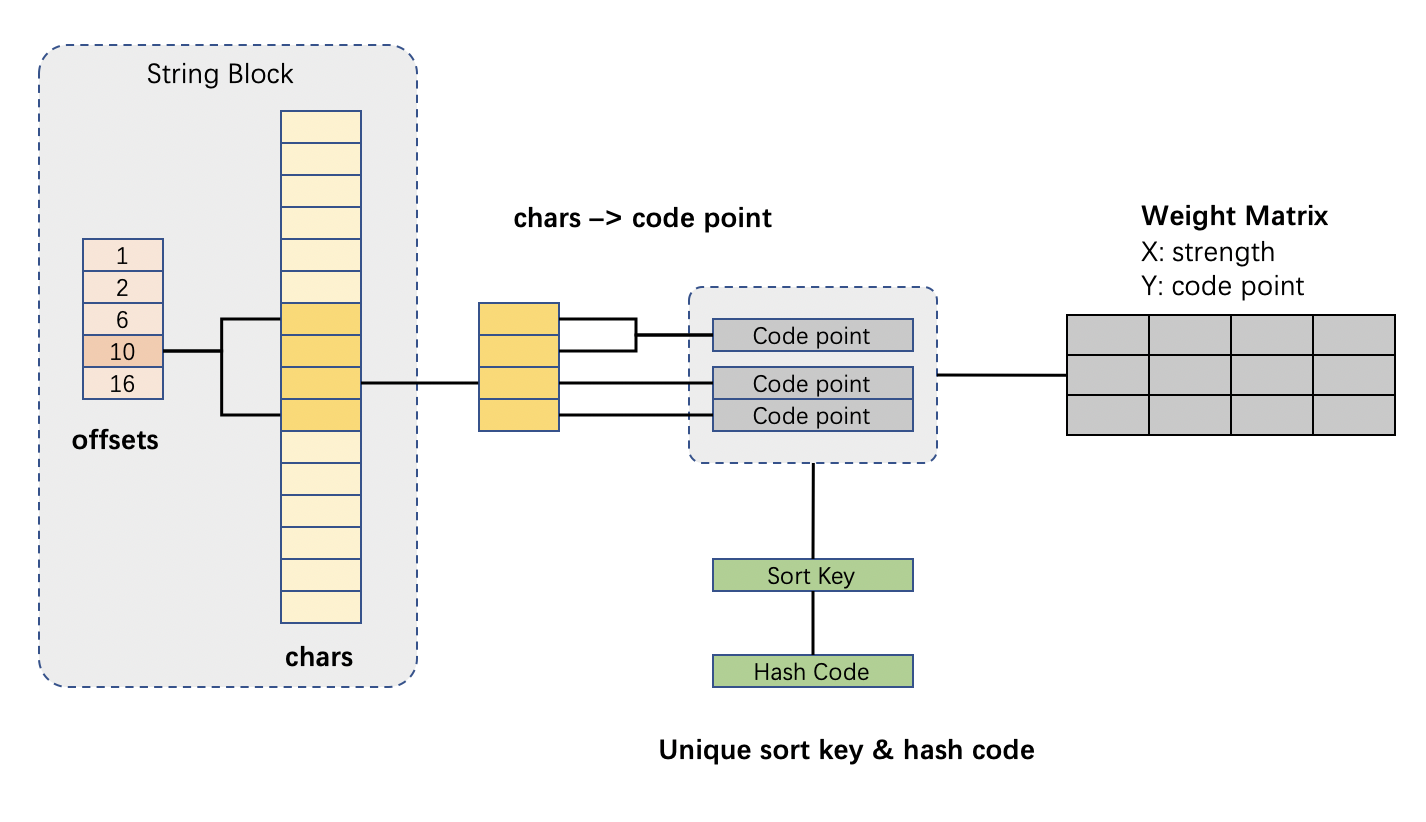 String Block
1
2
6
10
16
offsets
chars
chars –> code point
Code point
Code point
Code point
Weight Matrix
X: strength
Y: code point
Sort Key
Hash Code
Unique sort key & hash code